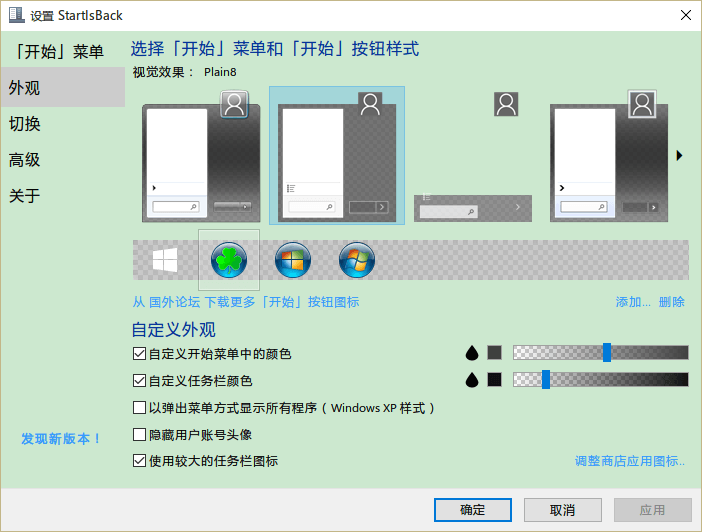 设置 StartIsBack
「开始」菜单
外观
切换
高级
关于
发现新版本！
选择「开始」菜单和「开始」按钮样式
视觉效果： Plain8
从 国外论坛 下载更多「开始」按钮图标
添加... 删除
自定义外观
自定义开始菜单中的颜色
自定义任务栏颜色
以弹出菜单方式显示所有程序（Windows XP 样式）
隐藏用户账号头像
使用较大的任务栏图标
调整商店应用图标..
确定
取消
应用